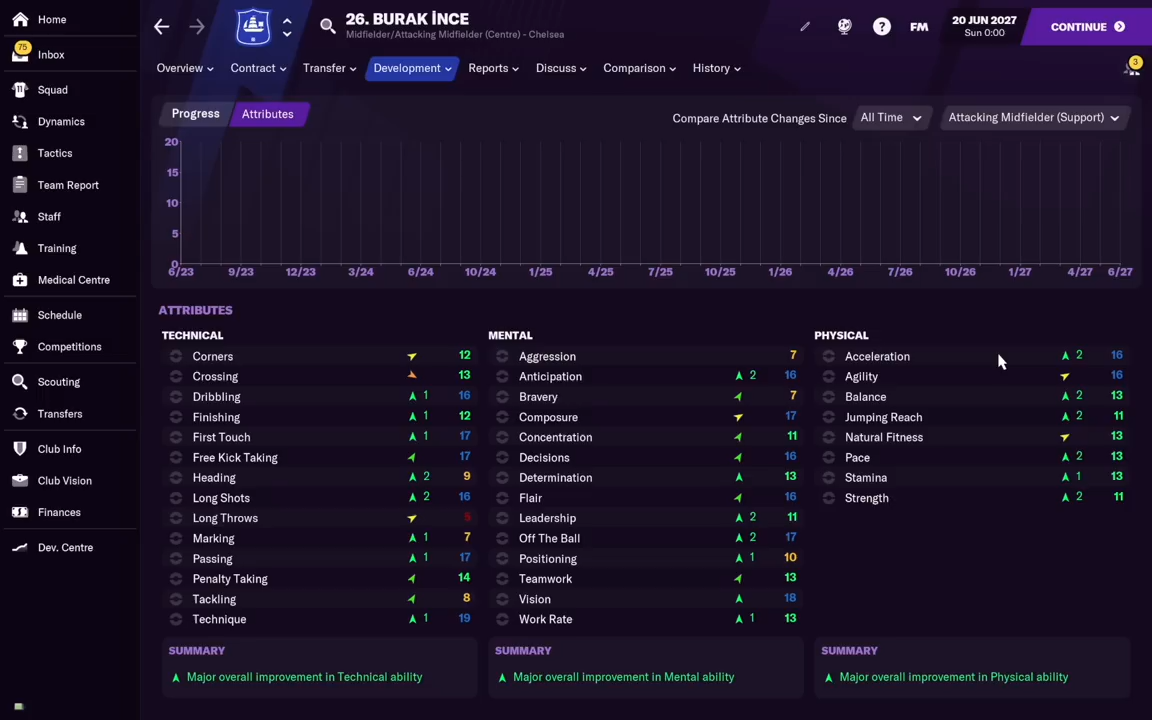 Home
26. BURAK İNCE
Midfielder/Attacking Midfielder (Centre) - Chelsea
?
FM
20 JUN 2027
Sun 0:00
CONTINUE
75
Inbox
Overview
Contract
Transfer
Development
Reports
Discuss
Comparison
History
3
11
Squad
Dynamics
Tactics
Team Report
Staff
Training
Medical Centre
Schedule
Competitions
Scouting
Transfers
Club Info
Club Vision
Finances
Dev. Centre
Progress
Attributes
Compare Attribute Changes Since
All Time
Attacking Midfielder (Support)
20
15
10
5
0
6/23 9/23 12/23 3/24 6/24 10/24 1/25 4/25 7/25 10/25 1/26 4/26 7/26 10/26 1/27 4/27 6/27
ATTRIBUTES
TECHNICAL
Corners 12
Crossing 13
Dribbling 1 16
Finishing 1 12
First Touch 1 17
Free Kick Taking 17
Heading 2 9
Long Shots 2 16
Long Throws 5
Marking 1 7
Passing 1 17
Penalty Taking 14
Tackling 8
Technique 1 19
MENTAL
Aggression 7
Anticipation 2 16
Bravery 7
Composure 17
Concentration 11
Decisions 16
Determination 13
Flair 16
Leadership 2 11
Off The Ball 2 17
Positioning 1 10
Teamwork 13
Vision 18
Work Rate 1 13
PHYSICAL
Acceleration 2 16
Agility 16
Balance 2 13
Jumping Reach 2 11
Natural Fitness 13
Pace 2 13
Stamina 1 13
Strength 2 11
SUMMARY
Major overall improvement in Technical ability
SUMMARY
Major overall improvement in Mental ability
SUMMARY
Major overall improvement in Physical ability